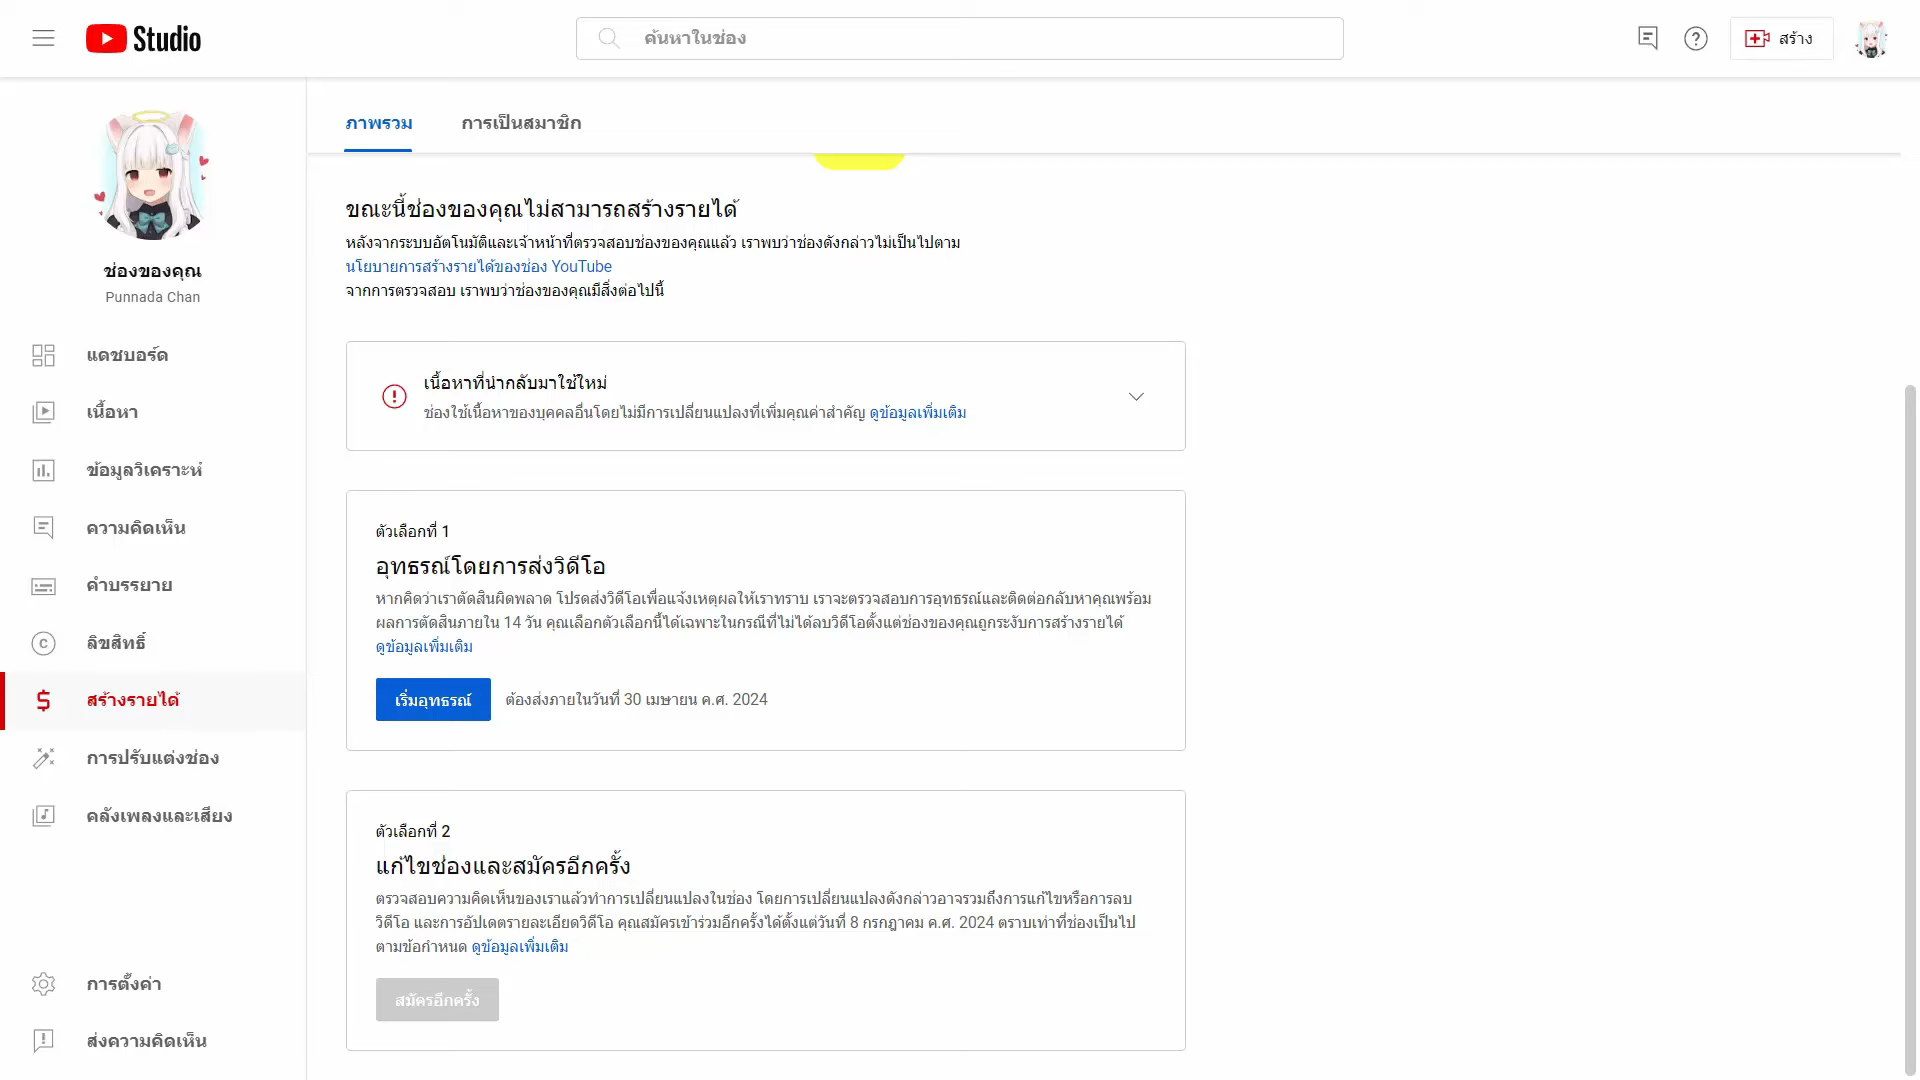 Studio
ค้นหาในช่อง
สร้าง
ช่องของคุณ
Punnada Chan
แดชบอร์ด
เนื้อหา
ข้อมูลวิเคราะห์
ความคิดเห็น
คำบรรยาย
ลิขสิทธิ์
สร้างรายได้
การปรับแต่งช่อง
คลังเพลงและเสียง
การตั้งค่า
ส่งความคิดเห็น
ภาพรวม
การเป็นสมาชิก
ขณะนี้ช่องของคุณไม่สามารถสร้างรายได้
หลังจากระบบอัตโนมัติและเจ้าหน้าที่ตรวจสอบช่องของคุณแล้ว เราพบว่าช่องดังกล่าวไม่เป็นไปตาม
นโยบายการสร้างรายได้ของช่อง YouTube
จากการตรวจสอบ เราพบว่าช่องของคุณมีสิ่งต่อไปนี้
เนื้อหาที่นำกลับมาใช้ใหม่
ช่องใช้เนื้อหาของบุคคลอื่นโดยไม่มีการเปลี่ยนแปลงที่เพิ่มคุณค่าสำคัญ ดูข้อมูลเพิ่มเติม
ตัวเลือกที่ 1
อุทธรณ์โดยการส่งวิดีโอ
หากคิดว่าเราตัดสินผิดพลาด โปรดส่งวิดีโอเพื่อแจ้งเหตุผลให้เราทราบ เราจะตรวจสอบการอุทธรณ์และติดต่อกลับหาคุณพร้อม
ผลการตัดสินภายใน 14 วัน คุณเลือกตัวเลือกนี้ได้เฉพาะในกรณีที่ไม่ได้ลบวิดีโอตั้งแต่ช่องของคุณถูกระงับการสร้างรายได้
ดูข้อมูลเพิ่มเติม
เริ่มอุทธรณ์ ต้องส่งภายในวันที่ 30 เมษายน ค.ศ. 2024
ตัวเลือกที่ 2
แก้ไขช่องและสมัครอีกครั้ง
ตรวจสอบความคิดเห็นของเราแล้วทำการเปลี่ยนแปลงในช่อง โดยการเปลี่ยนแปลงดังกล่าวอาจรวมถึงการแก้ไขหรือการลบ
วิดีโอ และการอัปเดตรายละเอียดวิดีโอ คุณสมัครเข้าร่วมอีกครั้งได้ตั้งแต่วันที่ 8 กรกฎาคม ค.ศ. 2024 ตราบเท่าที่ช่องเป็นไป
ตามข้อกำหนด ดูข้อมูลเพิ่มเติม
สมัครอีกครั้ง